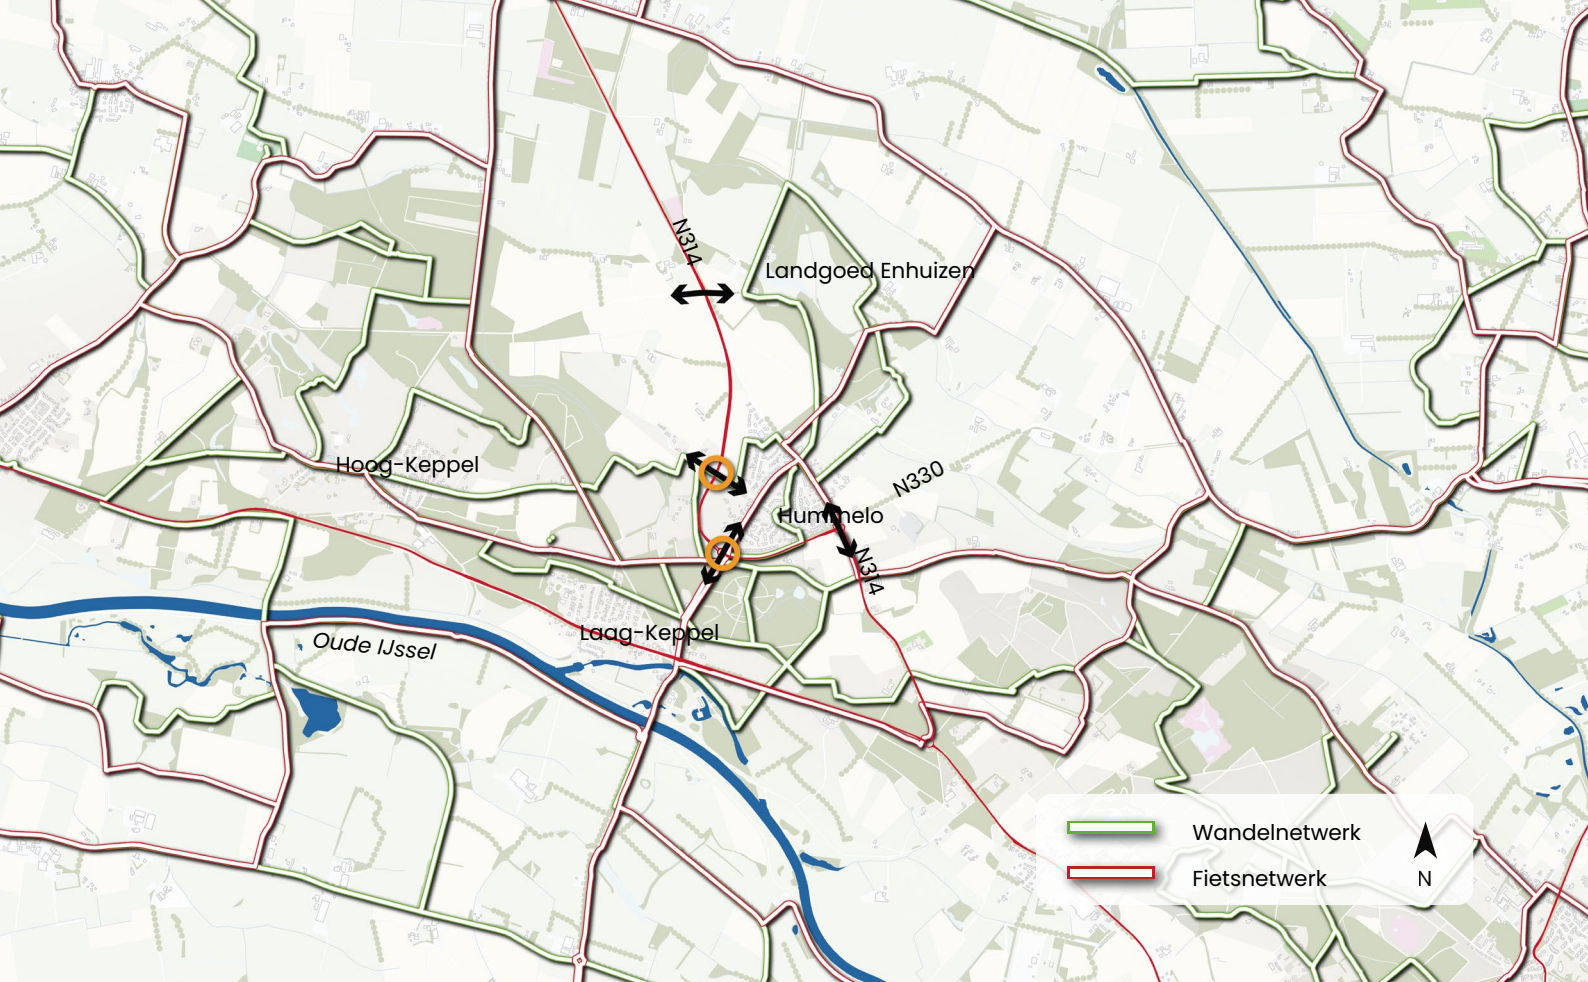 N314
Landgoed Enhuizen
Hoog-Keppel
N330
Hummelo
N314
Laag-Keppel
Oude IJssel
Wandelnetwerk
Fietsnetwerk
N